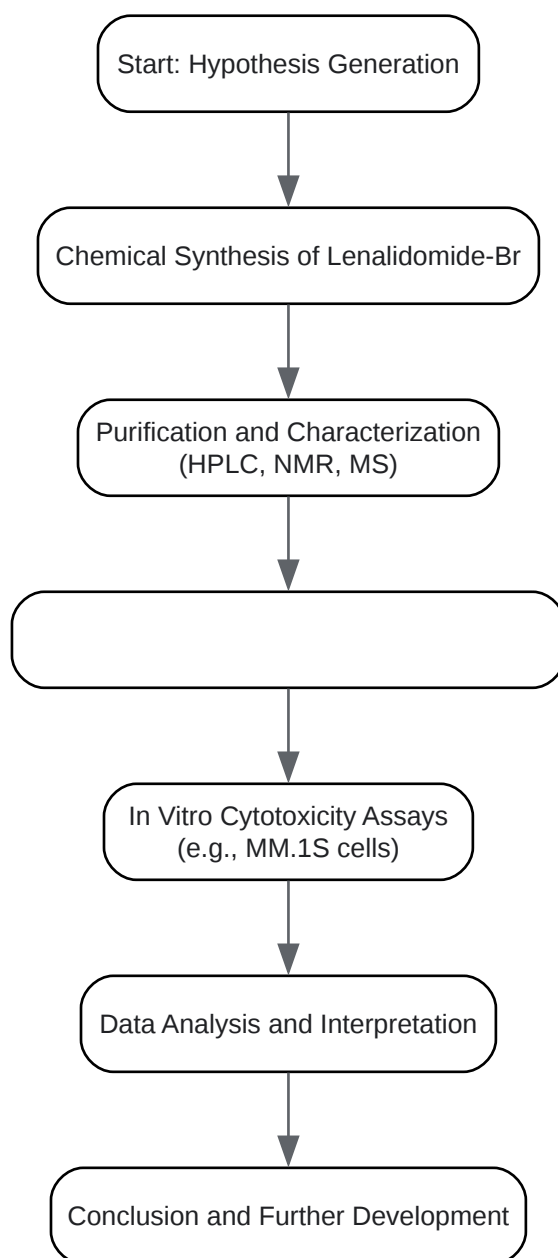 Start: Hypothesis Generation
Chemical Synthesis of Lenalidomide-Br
Purification and Characterization
(HPLC, NMR, MS)
In Vitro Cytotoxicity Assays
(e.g., MM.1S cells)
Data Analysis and Interpretation
Conclusion and Further Development